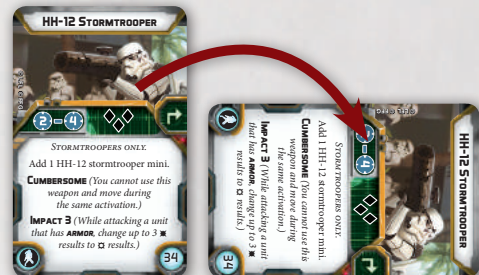 HH-12 STORMTROOPER
2-4
STORMTROOPERS ONLY.
Add 1 HH-12 stormtrooper mini.
CUMBERSOME (You cannot use this
weapon and move during
the same activation.)
IMPACT 3 (While attacking a unit
that has ARMOR, change up to 3
results to results.)
34
HH-12 STORMTROOPER
4
STORMTROOPERS ONLY.
Add 1 HH-12 stormtrooper mini.
CUMBERSOME (You cannot use this
weapon and move during
the same activation.)
IMPACT 3 (While attacking a unit
that has ARMOR, change up to 3
results to results.)
34